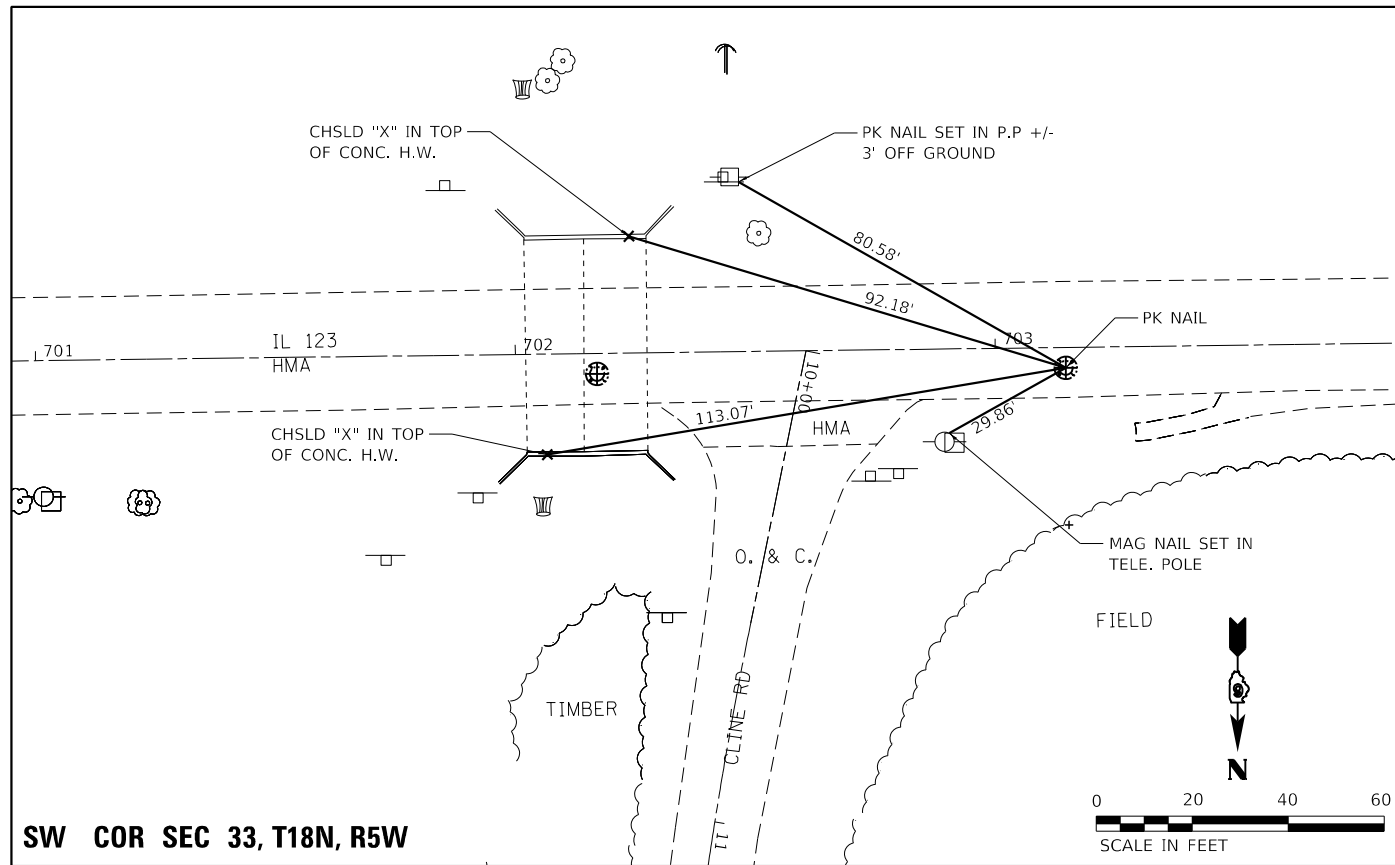 CHSLD "X" IN TOP
OF CONC. H.W.
PK NAIL SET IN P.P +/-
3' OFF GROUND
80.58'
92.18'
PK NAIL
701
IL 123
HMA
702
703
10+00
113.07'
HMA
29.86'
CHSLD "X" IN TOP
OF CONC. H.W.
O. & C.
MAG NAIL SET IN
TELE. POLE
FIELD
TIMBER
CLINE RD
9
N
11
0 20 40 60
SCALE IN FEET
SW COR SEC 33, T18N, R5W